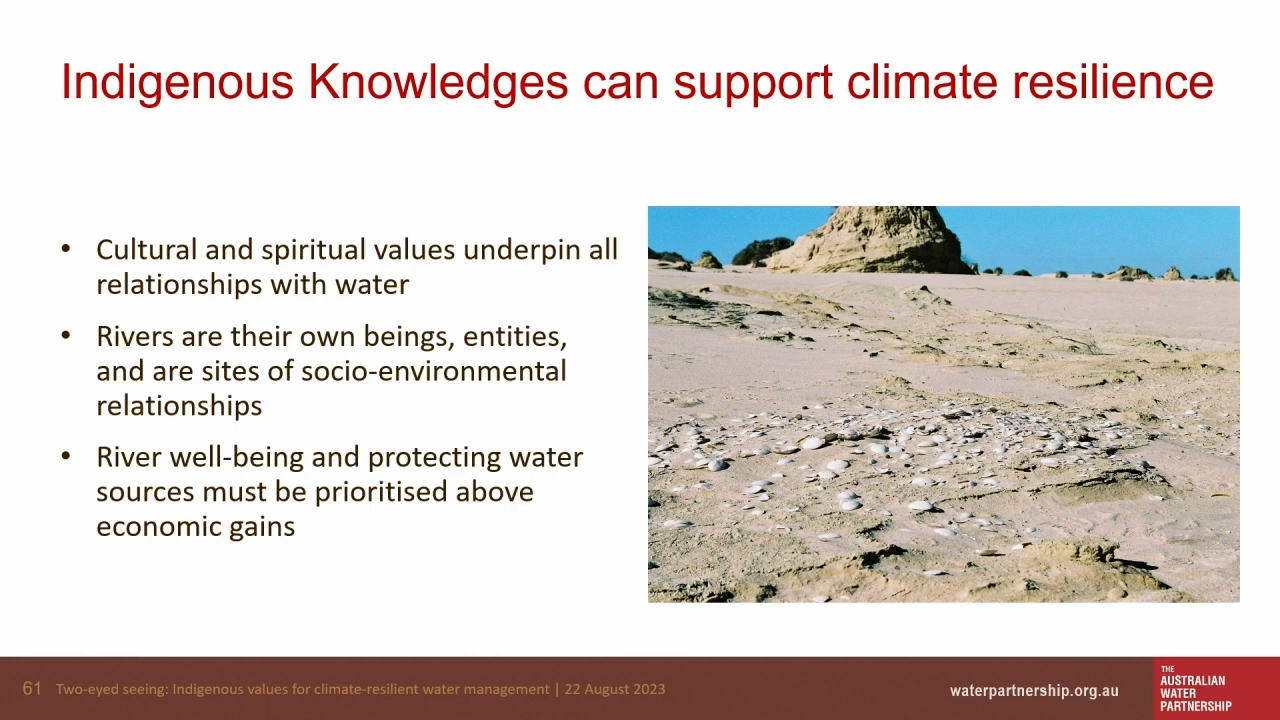 Indigenous Knowledges can support climate resilience
• Cultural and spiritual values underpin all
relationships with water
• Rivers are their own beings, entities,
and are sites of socio-environmental
relationships
• River well-being and protecting water
sources must be prioritised above
economic gains
61 Two-eyed seeing: Indigenous values for climate-resilient water management | 22 August 2023
waterpartnership.org.au
THE
AUSTRALIAN
WATER
PARTNERSHIP